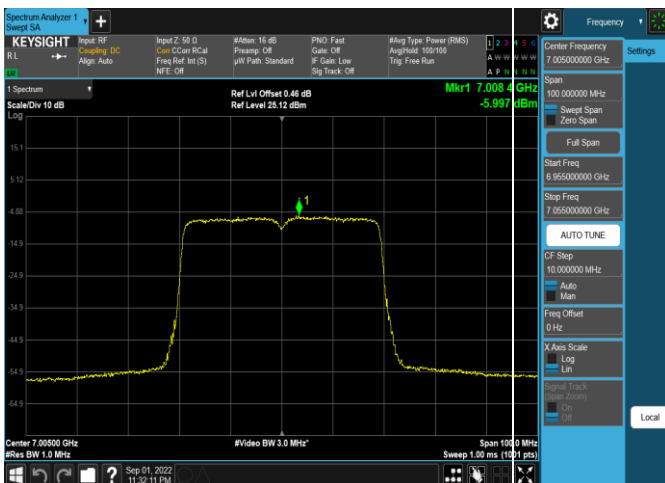 Spectrum Analyzer 1
Swept SA
Frequency
KEYSIGHT
R L
LM
Input: RF
Coupling: DC
Align: Auto
Input Z: 50 Ω
Corr CCorr RCal
Freq Ref: Int (S)
NFE: Off
#Atten: 16 dB
Preamp: Off
µW Path: Standard
PNO: Fast
Gate: Off
IF Gain: Low
Sig Track: Off
#Avg Type: Power (RMS)
Avg|Hold: 100/100
Trig: Free Run
1 2 3 4 5 6
A W W W W W
A P N N N N
1 Spectrum
Scale/Div 10 dB
Log
Ref Lvl Offset 0.46 dB
Ref Level 25.12 dBm
Mkr1 7.008 4 GHz
-5.997 dBm
15.1
5.12
-4.88
-14.9
-24.9
-34.9
-44.9
-54.9
-64.9
1
Center 7.00500 GHz
#Res BW 1.0 MHz
#Video BW 3.0 MHz*
Span 100.0 MHz
Sweep 1.00 ms (1001 pts)
Sep 01, 2022
11:32:11 PM
?
Center Frequency
7.005000000 GHz
Span
100.000000 MHz
Swept Span
Zero Span
Full Span
Start Freq
6.955000000 GHz
Stop Freq
7.055000000 GHz
AUTO TUNE
CF Step
10.000000 MHz
Auto
Man
Freq Offset
0 Hz
X Axis Scale
Log
Lin
Signal Track
(Span Zoom)
On
Off
Settings
Local